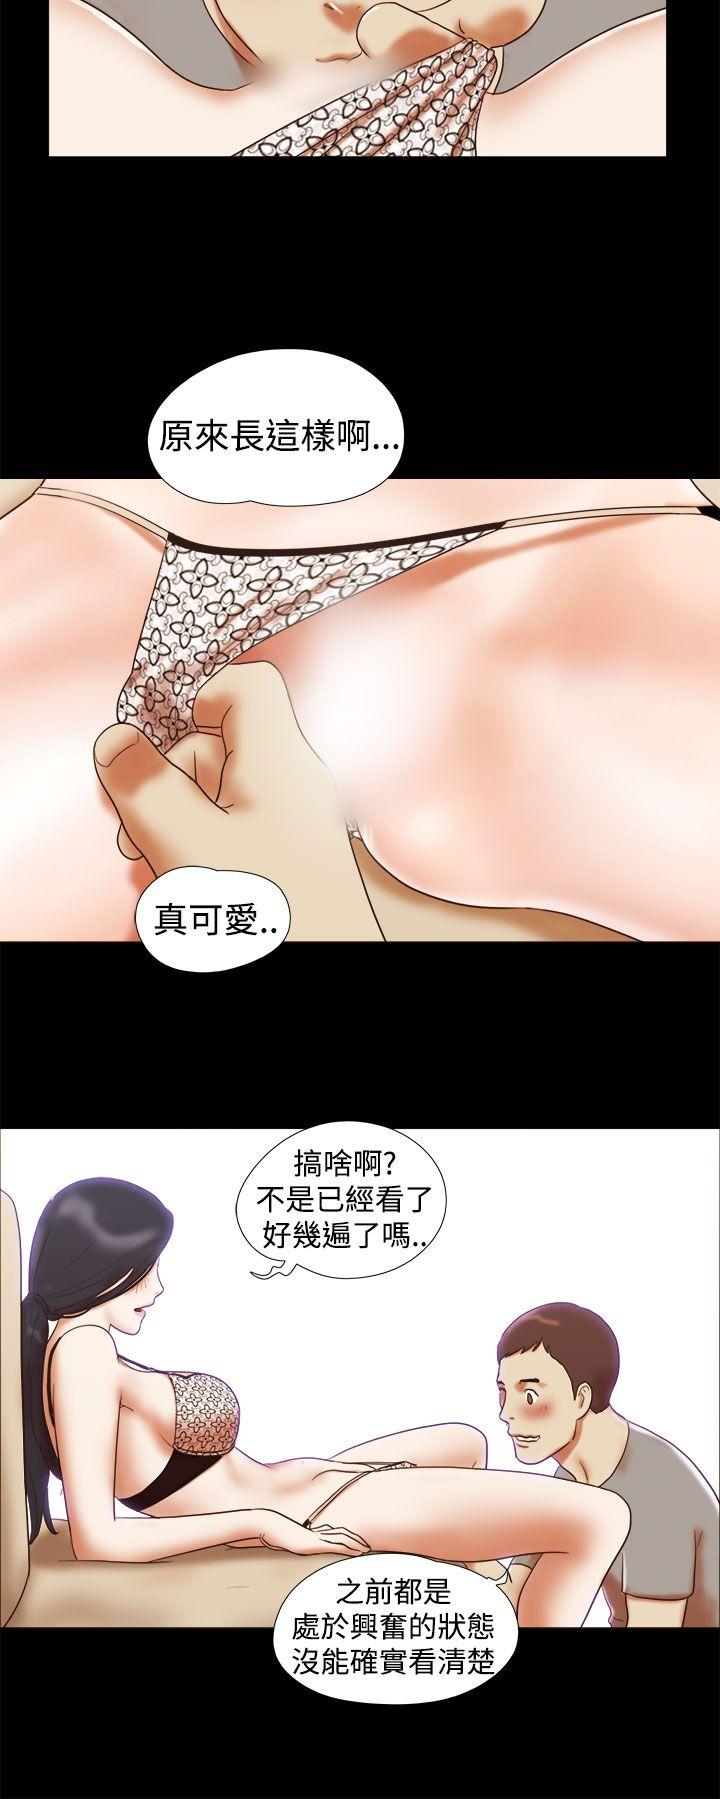 原來長這樣啊...
真可愛..
搞啥啊?
不是已經看了
好幾遍了嗎..
之前都是
處於興奮的狀態
沒能確實看清楚